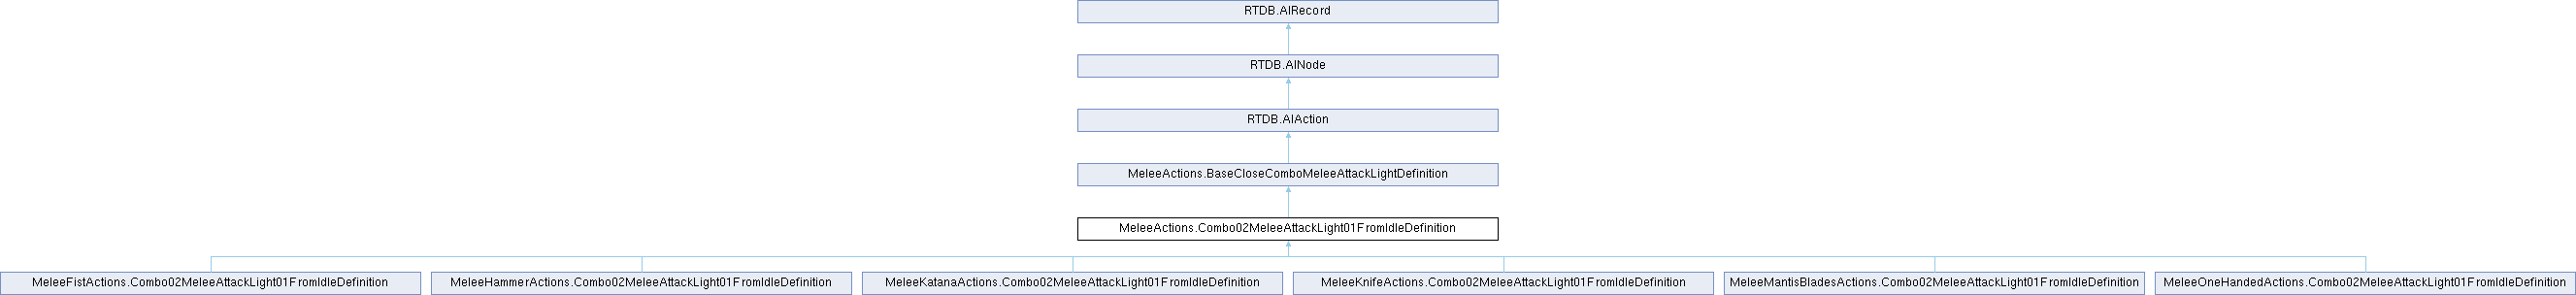 RTDB.AIRecord
RTDB.AINode
RTDB.AIAction
MeleeActions.BaseCloseComboMeleeAttackLightDefinition
MeleeActions.Combo02MeleeAttackLight01FromIdleDefinition
MeleeFistActions.Combo02MeleeAttackLight01FromIdleDefinition
MeleeHammerActions.Combo02MeleeAttackLight01FromIdleDefinition
MeleeKatanaActions.Combo02MeleeAttackLight01FromIdleDefinition
MeleeKnifeActions.Combo02MeleeAttackLight01FromIdleDefinition
MeleeMantisBladesActions.Combo02MeleeAttackLight01FromIdleDefinition
MeleeOneHandedActions.Combo02MeleeAttackLight01FromIdleDefinition